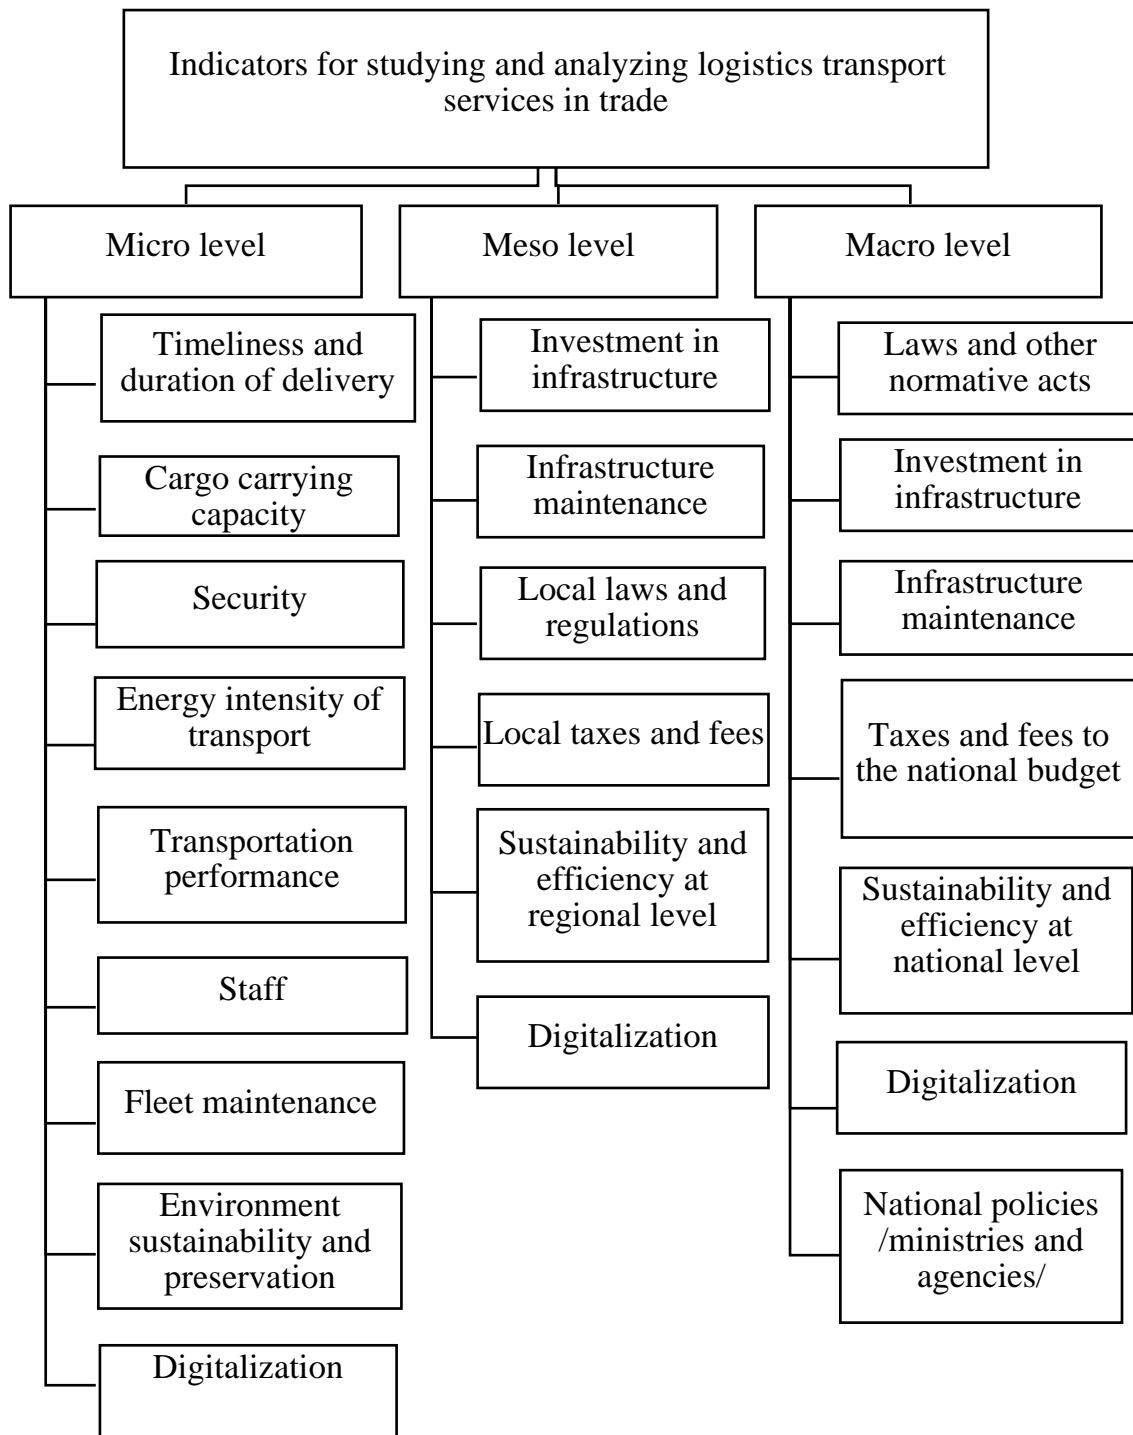 Indicators for studying and analyzing logistics transport
services in trade
Micro level
Meso level
Macro level
Timeliness and
duration of delivery
Cargo carrying
capacity
Security
Energy intensity of
transport
Transportation
performance
Staff
Fleet maintenance
Environment
sustainability and
preservation
Digitalization
Investment in
infrastructure
Infrastructure
maintenance
Local laws and
regulations
Local taxes and fees
Sustainability and
efficiency at
regional level
Digitalization
Laws and other
normative acts
Investment in
infrastructure
Infrastructure
maintenance
Taxes and fees to
the national budget
Sustainability and
efficiency at
national level
Digitalization
National policies
/ministries and
agencies/